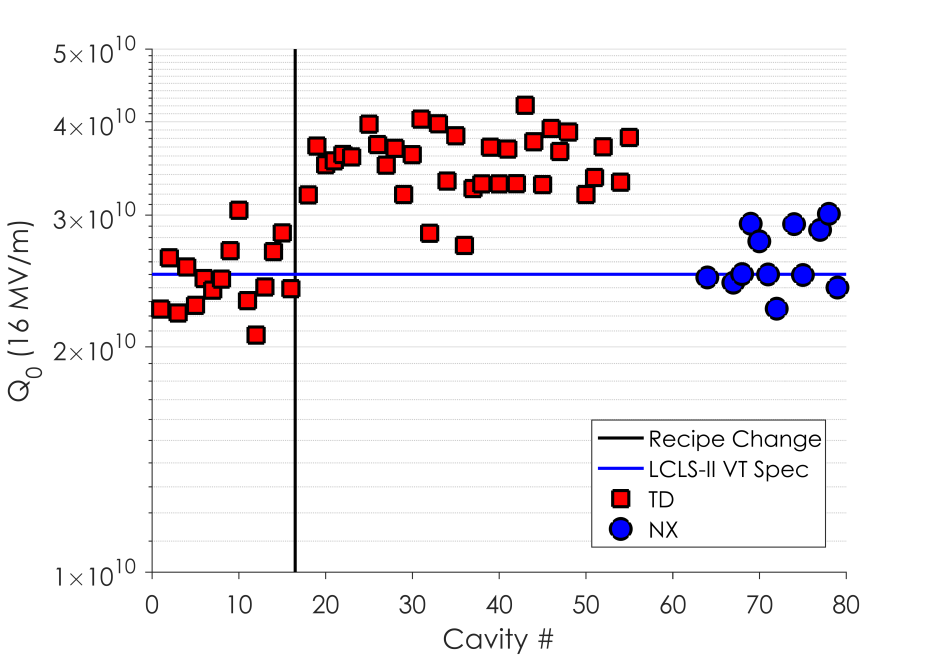 5×10¹⁰
4×10¹⁰
3×10¹⁰
2×10¹⁰
1×10¹⁰
Q₀ (16 MV/m)
0 10 20 30 40 50 60 70 80
Cavity #
Recipe Change
LCLS-II VT Spec
TD
NX